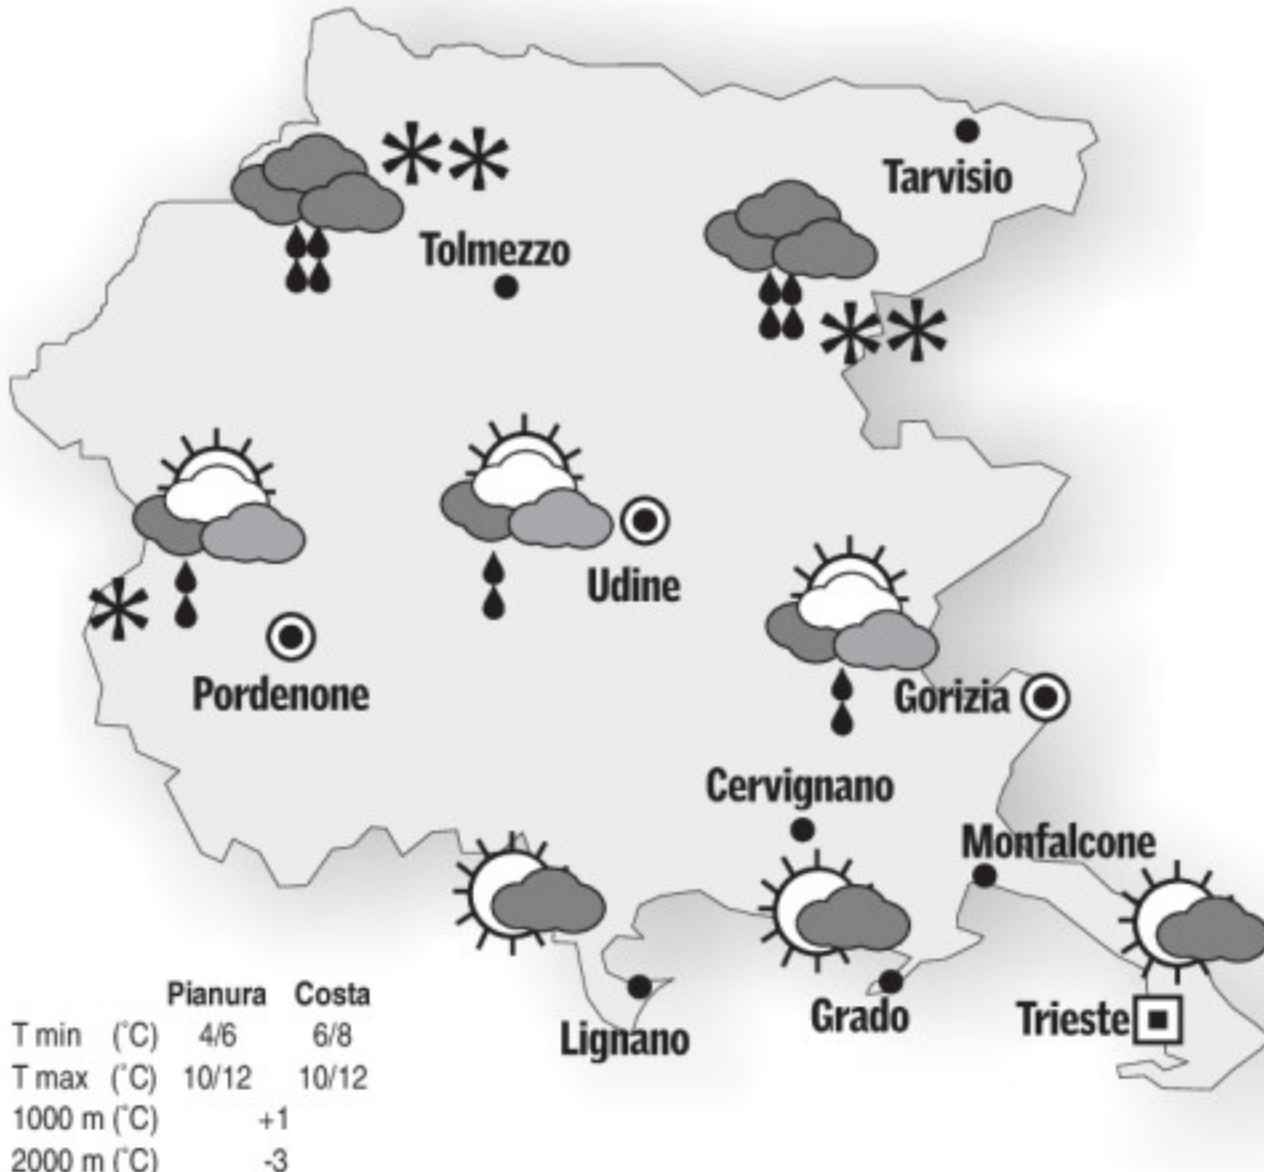 Tarvisio
Tolmezzo
Udine
Pordenone
Gorizia
Cervignano
Monfalcone
Grado
Trieste
Lignano
Pianura Costa
T min (°C) 4/6 6/8
T max (°C) 10/12 10/12
1000 m (°C) +1
2000 m (°C) -3